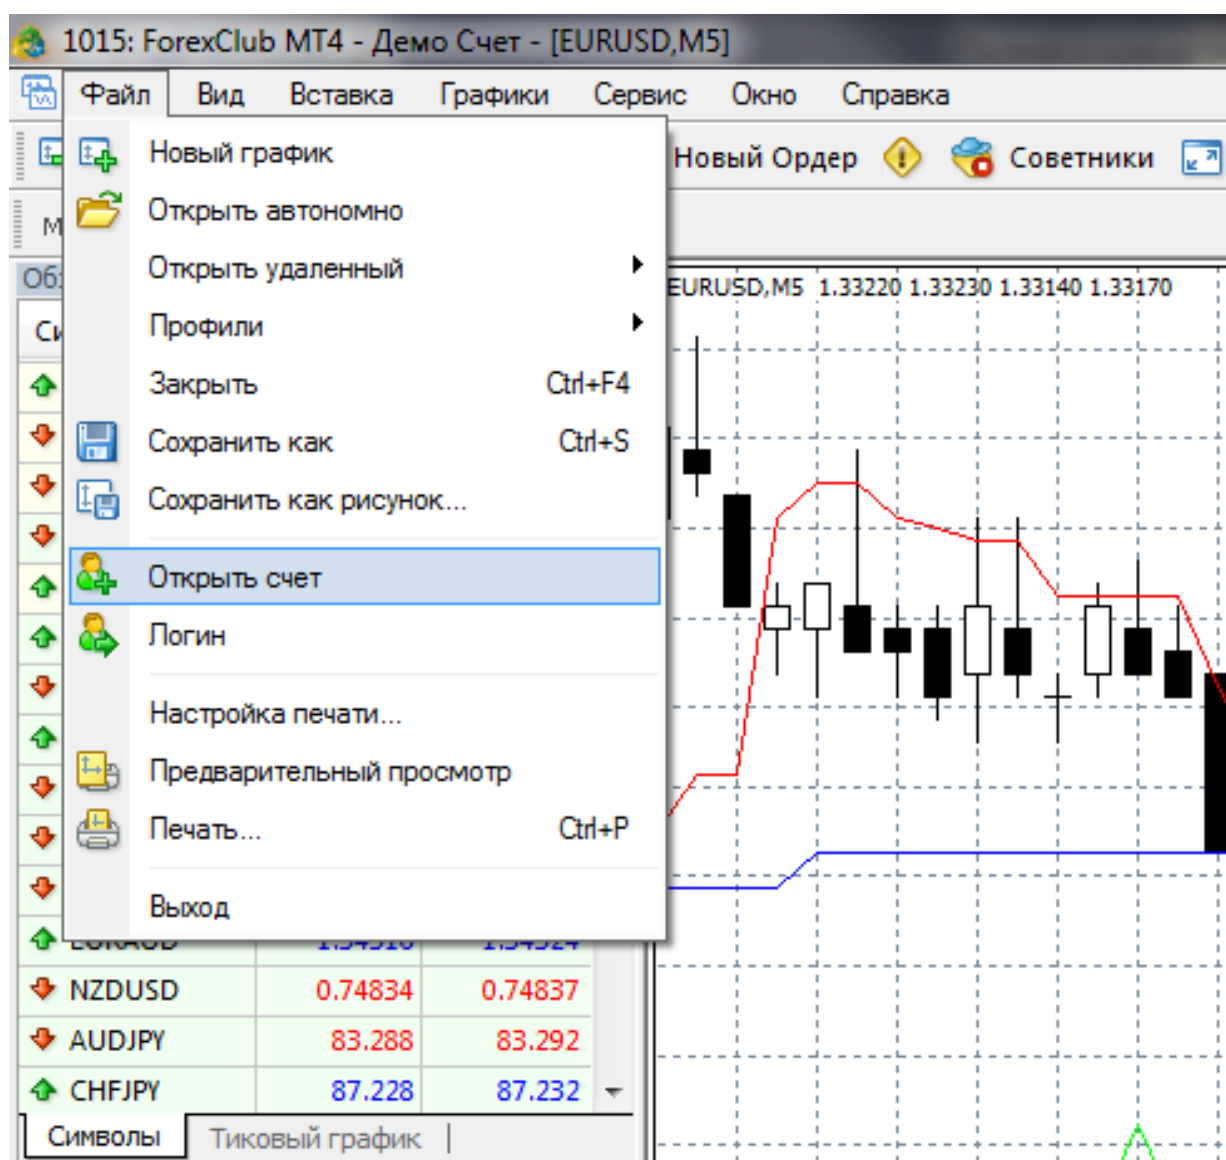 1015: ForexClub MT4 - Демо Счет - [EURUSD,M5]
Файл Вид Вставка Графики Сервис Окно Справка
Новый график
Новый Ордер
Советники
Открыть автономно
Открыть удаленный
EURUSD,M5 1.33220 1.33230 1.33140 1.33170
Профили
Закрыть Ctrl+F4
Сохранить как Ctrl+S
Сохранить как рисунок...
Открыть счет
Логин
Настройка печати...
Предварительный просмотр
Печать... Ctrl+P
Выход
NZDUSD 0.74834 0.74837
AUDJPY 83.288 83.292
CHFJPY 87.228 87.232
Символы Тиковый график